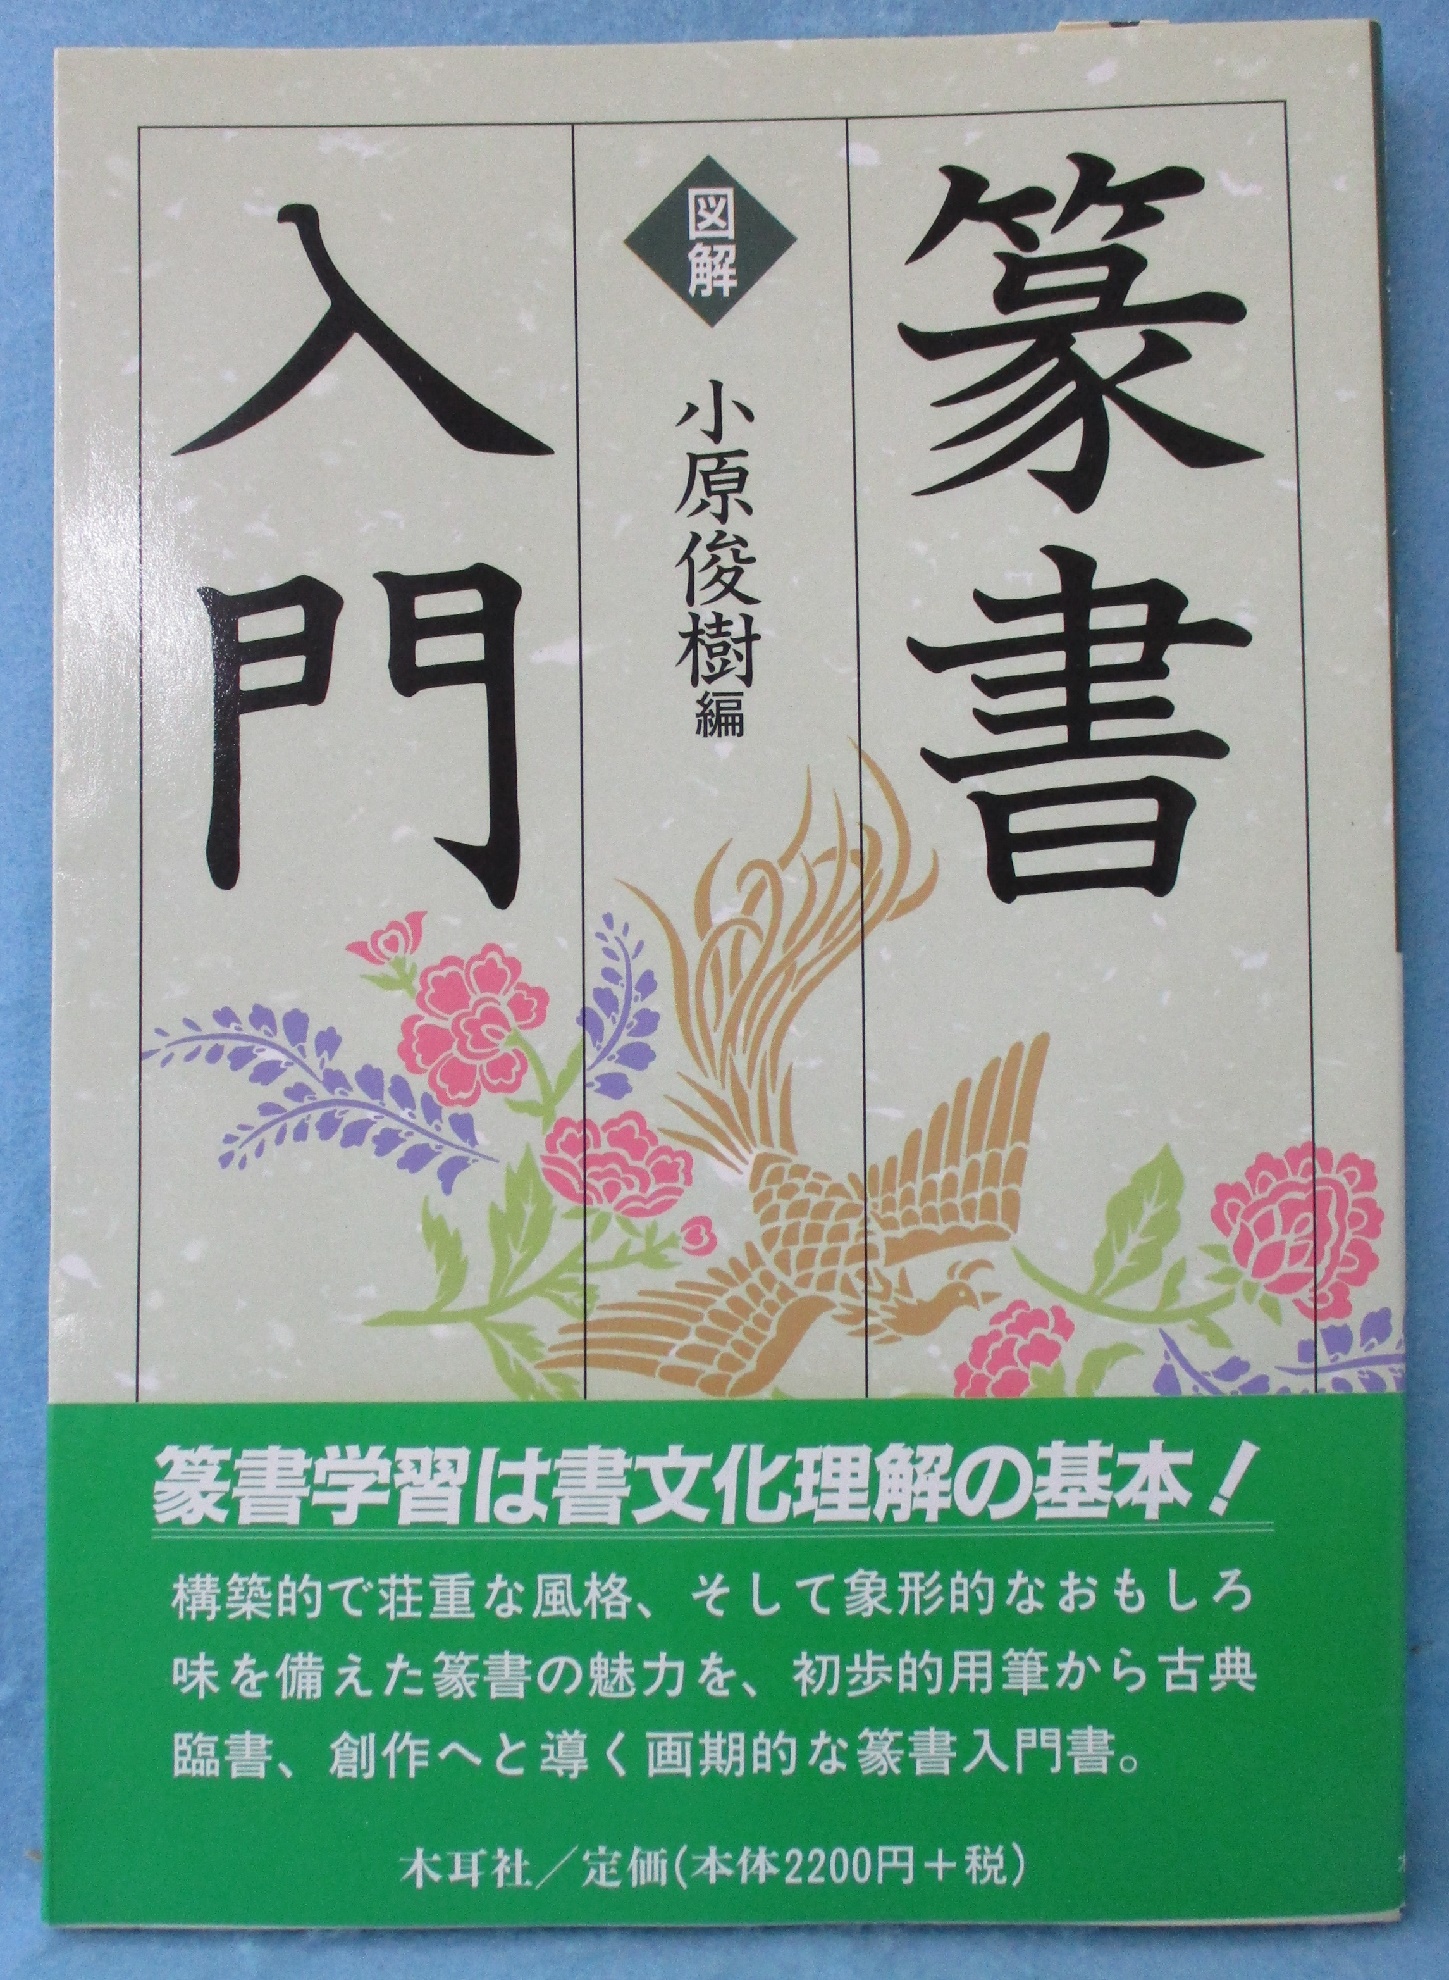 篆書
図解
小原俊樹編
入門
篆書学習は書文化理解の基本！
構築的で荘重な風格、そして象形的なおもしろ
味を備えた篆書の魅力を、初歩的用筆から古典
臨書、創作へと導く画期的な篆書入門書。
木耳社／定価(本体2200円＋税)